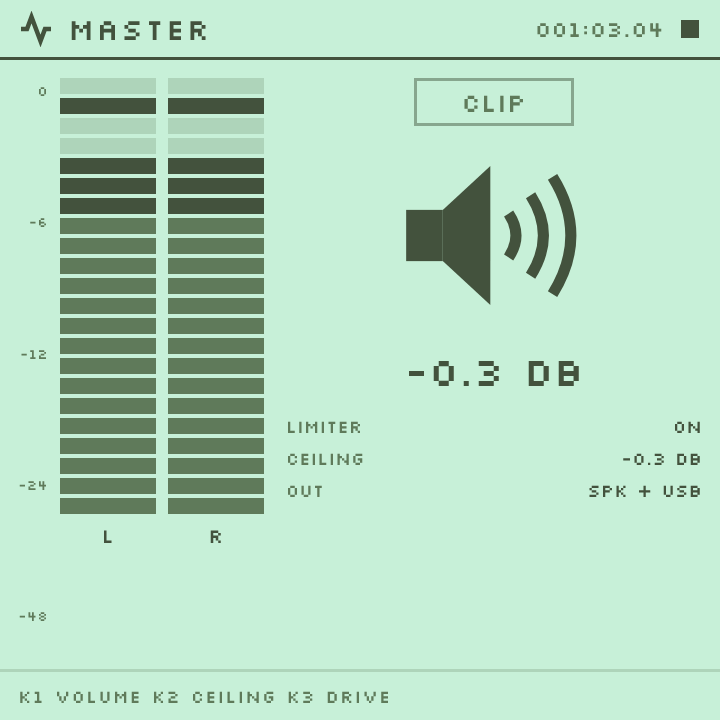 MASTER 001:03.04
0
CLIP
-6
-12
-0.3 DB
LIMITER ON
CEILING -0.3 DB
-24
OUT SPK + USB
L R
-48
K1 VOLUME K2 CEILING K3 DRIVE